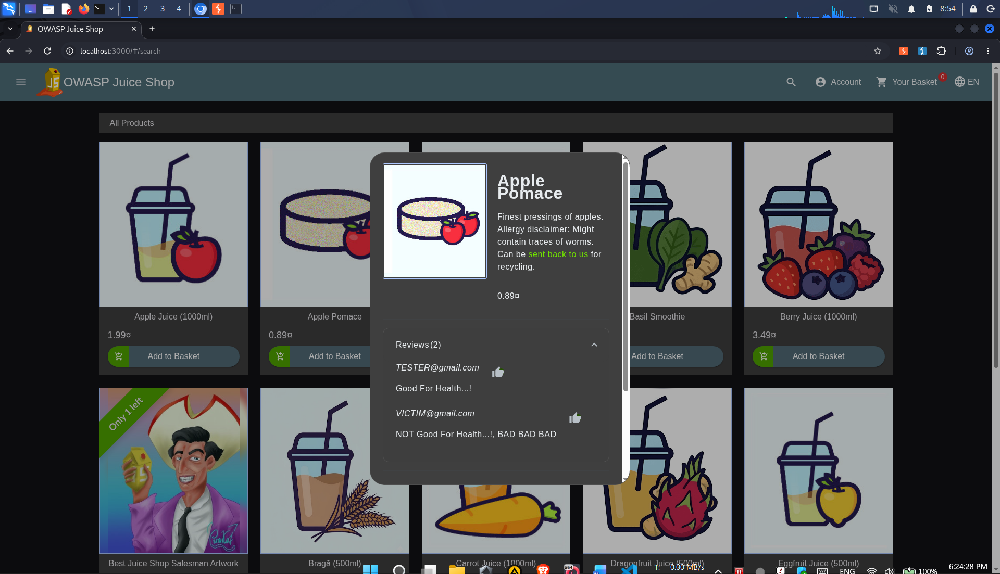 1 2 3 4
8:54
OWASP Juice Shop
localhost:3000/#/search
OWASP Juice Shop
Account
Your Basket
0
EN
All Products
Apple Pomace
Finest pressings of apples.
Allergy disclaimer: Might
contain traces of worms.
Can be sent back to us for
recycling.
0.89¤
Reviews (2)
TESTER@gmail.com
Good For Health...!
VICTIM@gmail.com
NOT Good For Health...!, BAD BAD BAD
Apple Juice (1000ml)
1.99¤
Add to Basket
Apple Pomace
0.89¤
Add to Basket
Basil Smoothie
Add to Basket
Berry Juice (1000ml)
3.49¤
Add to Basket
Only 1 left
Best Juice Shop Salesman Artwork
Bragă (500ml)
Carrot Juice (1000ml)
Dragonfruit Juice (500ml)
Eggfruit Juice (500ml)
x64
0.00 MB/s
ENG
100%
6:24:28 PM